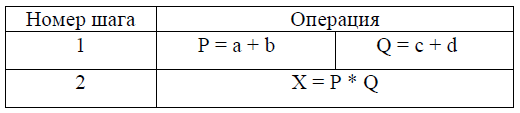 Номер шага Операция
1 P = a + b Q = c + d
2 X = P * Q